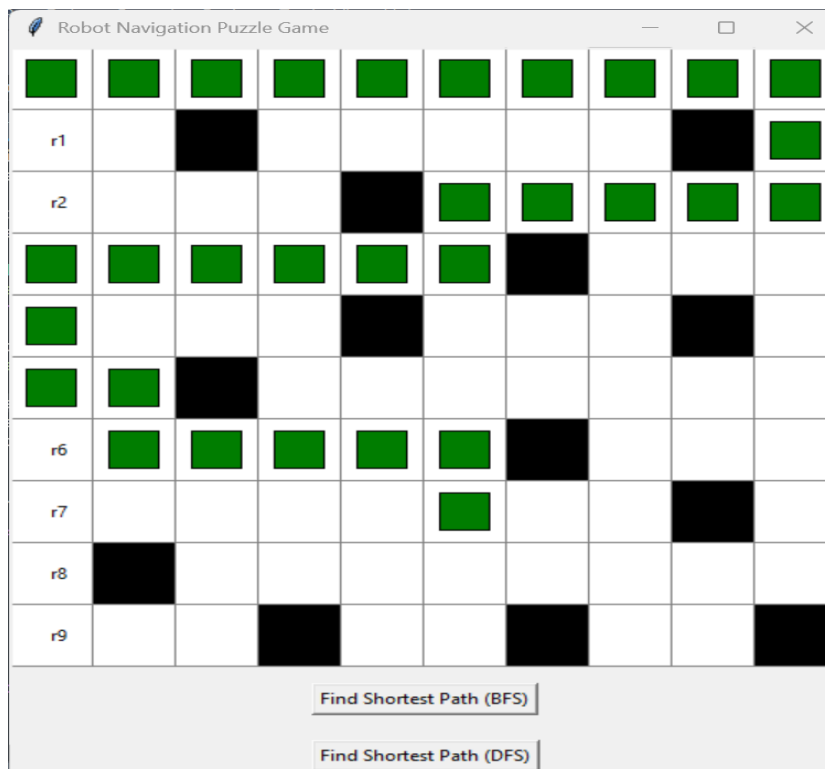 Robot Navigation Puzzle Game
r1
r2
r6
r7
r8
r9
Find Shortest Path (BFS)
Find Shortest Path (DFS)